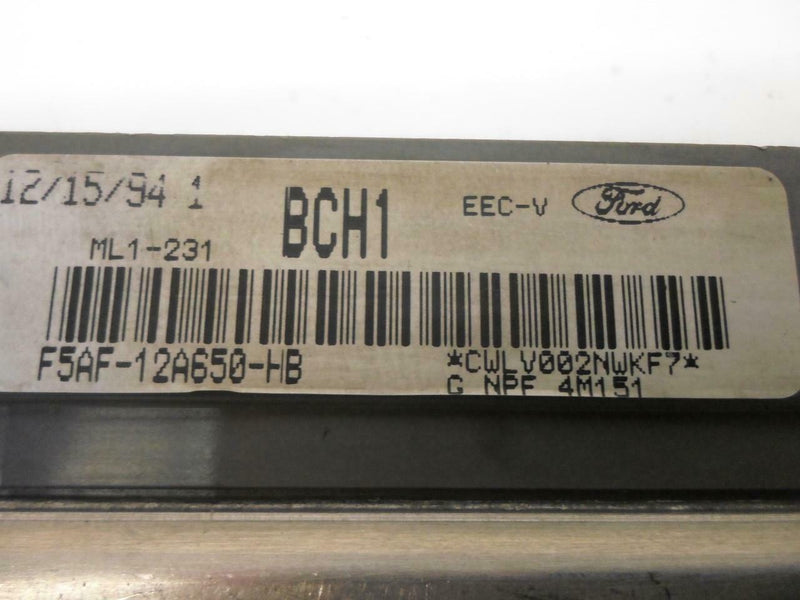 12/15/94 1 BCH1 EEC-V Ford
ML1-231
F5AF-12A650-HB *CWLV002NWKF7*
G NPF 4M151